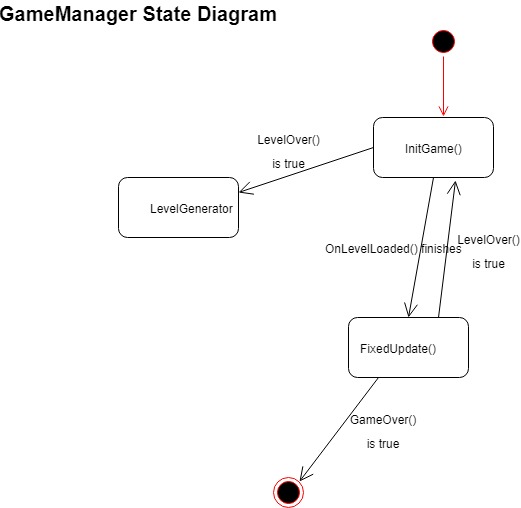 GameManager State Diagram
InitGame()
LevelOver()
is true
LevelGenerator
OnLevelLoaded() finishes
LevelOver()
is true
FixedUpdate()
GameOver()
is true